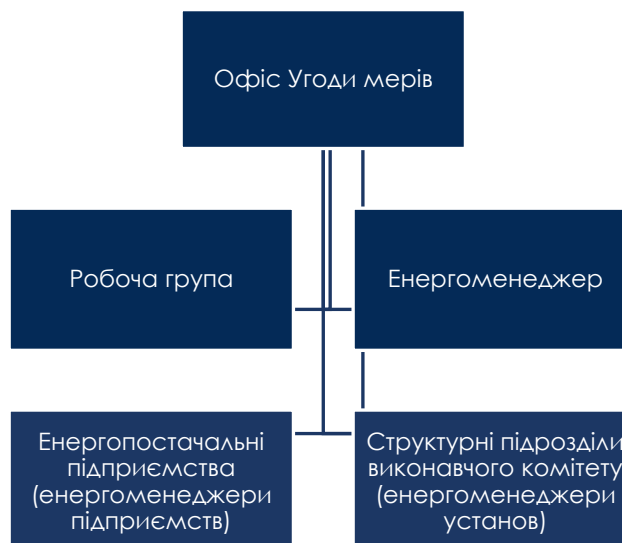 Офіс Угоди мерів
Робоча група
Енергоменеджер
Енергопостачальні
підприємства
(енергоменеджери
підприємств)
Структурні підрозділи
виконавчого комітету
(енергоменеджери
установ)